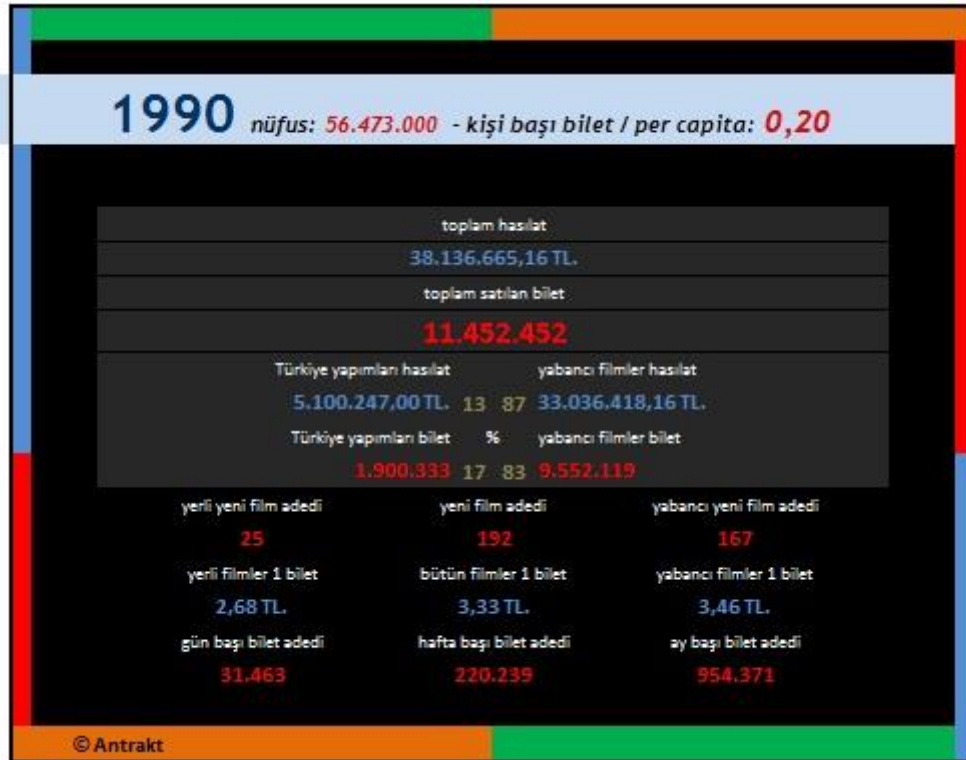 1990 nüfus: 56.473.000 - kişi başı bilet / per capita: 0,20
toplam hasılat
38.136.665,16 TL.
toplam satılan bilet
11.452.452
Türkiye yapımları hasılat yabancı filmler hasılat
5.100.247,00 TL. 13 87 33.036.418,16 TL.
Türkiye yapımları bilet % yabancı filmler bilet
1.900.333 17 83 9.552.119
yerli yeni film adedi yeni film adedi yabancı yeni film adedi
25 192 167
yerli filmler 1 bilet bütün filmler 1 bilet yabancı filmler 1 bilet
2,68 TL. 3,33 TL. 3,46 TL.
gün başı bilet adedi hafta başı bilet adedi ay başı bilet adedi
31.463 220.239 954.371
© Antrakt